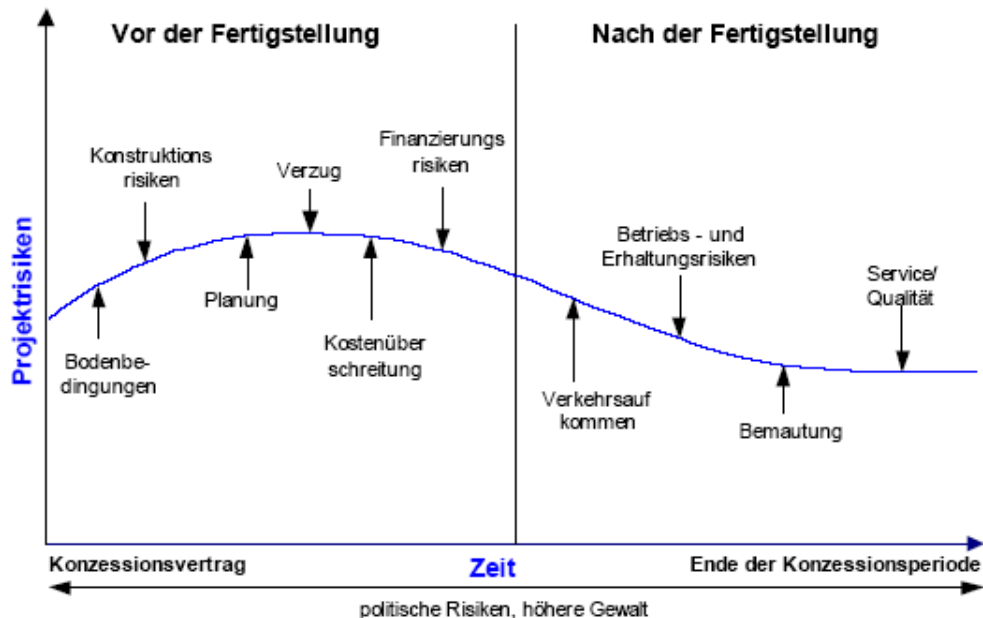 Vor der Fertigstellung
Nach der Fertigstellung
Projektrisiken
Konstruktions
risiken
Verzug
Finanzierungs
risiken
Bodenbe-
dingungen
Planung
Kostenüber
schreitung
Betriebs - und
Erhaltungsrisiken
Service/
Qualität
Verkehrsauf
kommen
Bemautung
Konzessionsvertrag
Zeit
Ende der Konzessionsperiode
politische Risiken, höhere Gewalt